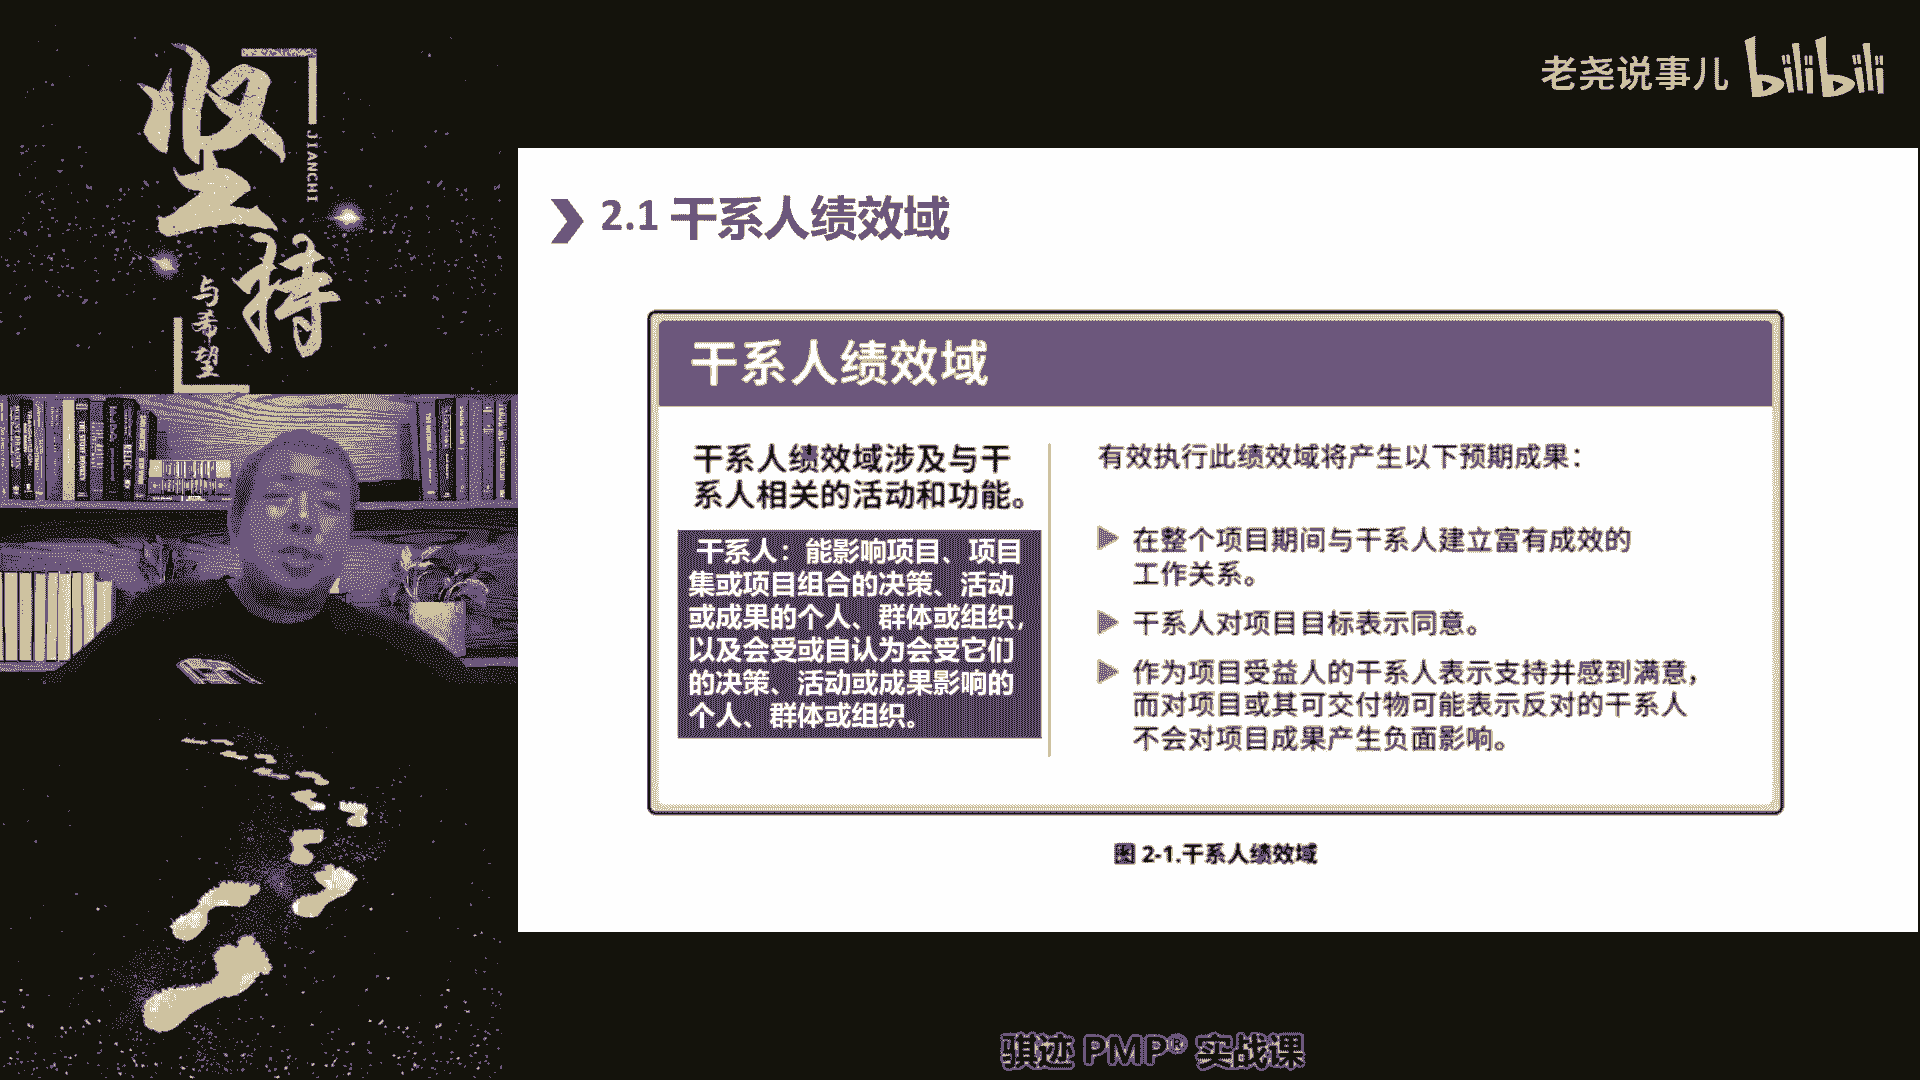 坚持
JIANCHI
与希望
老尧说事儿 bilibili
2.1 干系人绩效域
干系人绩效域
干系人绩效域涉及与干
系人相关的活动和功能。
干系人：能影响项目、项目
集或项目组合的决策、活动
或成果的个人、群体或组织，
以及会受或自认为会受它们
的决策、活动或成果影响的
个人、群体或组织。
有效执行此绩效域将产生以下预期成果：
在整个项目期间与干系人建立富有成效的
工作关系。
干系人对项目目标表示同意。
作为项目受益人的干系人表示支持并感到满意，
而对项目或其可交付物可能表示反对的干系人
不会对项目成果产生负面影响。
图 2-1.干系人绩效域
骐迹 PMP® 实战课